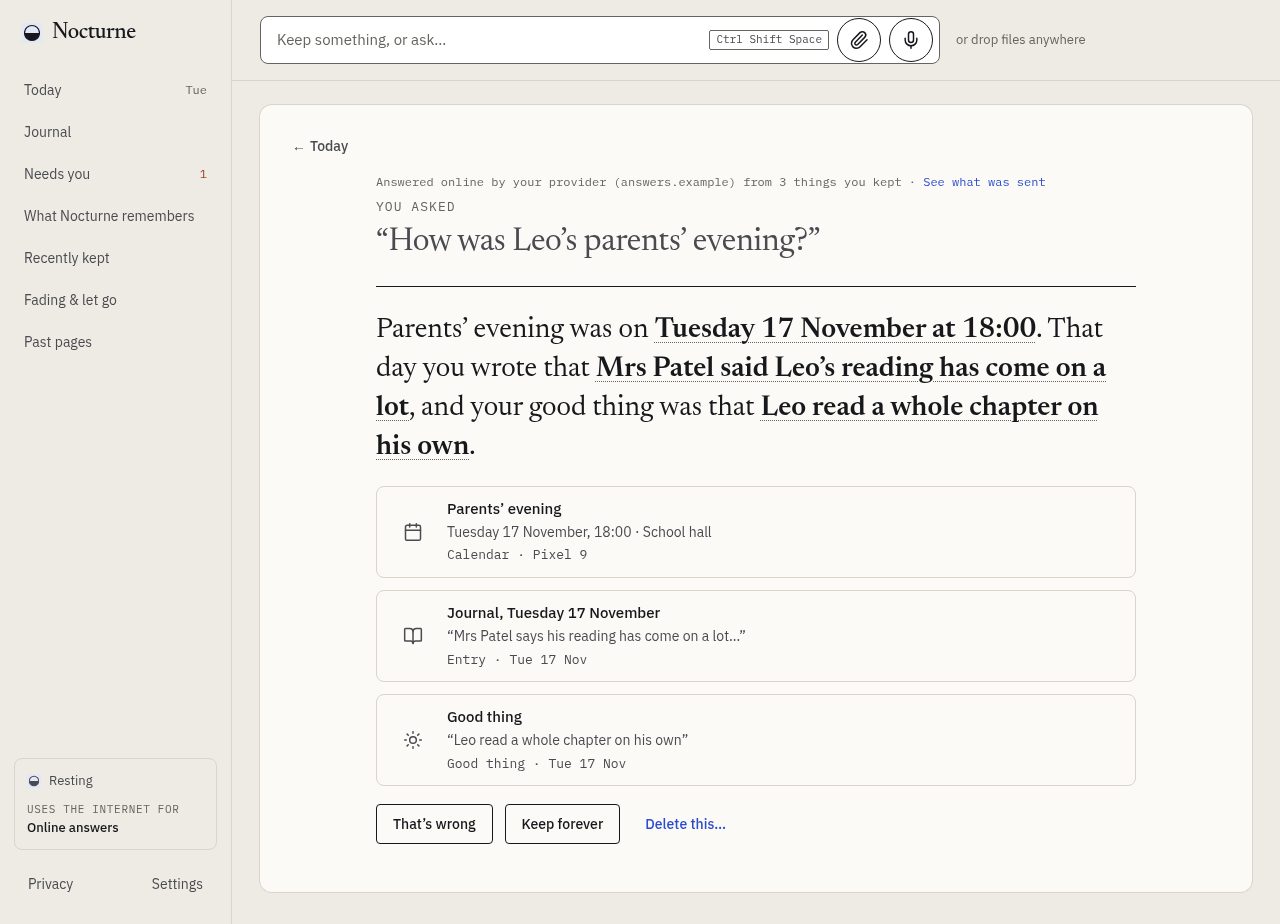 Nocturne
Keep something, or ask…
Ctrl Shift Space
or drop files anywhere
Today
Tue
Journal
Needs you
1
What Nocturne remembers
Recently kept
Fading & let go
Past pages
← Today
Answered online by your provider (answers.example) from 3 things you kept · See what was sent
YOU ASKED
“How was Leo’s parents’ evening?”
Parents’ evening was on Tuesday 17 November at 18:00. That
day you wrote that Mrs Patel said Leo’s reading has come on a
lot, and your good thing was that Leo read a whole chapter on
his own.
Parents’ evening
Tuesday 17 November, 18:00 · School hall
Calendar · Pixel 9
Journal, Tuesday 17 November
“Mrs Patel says his reading has come on a lot…”
Entry · Tue 17 Nov
Good thing
“Leo read a whole chapter on his own”
Good thing · Tue 17 Nov
That’s wrong
Keep forever
Delete this…
Resting
USES THE INTERNET FOR
Online answers
Privacy
Settings